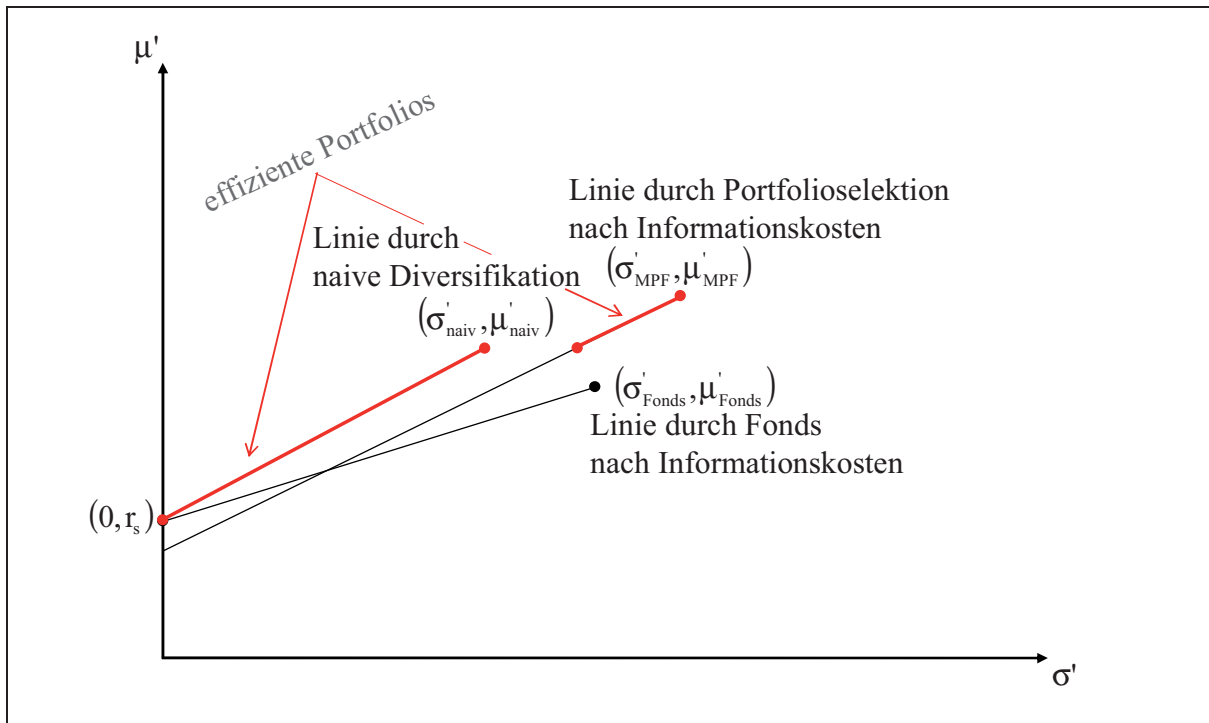 μ'
effiziente Portfolios
Linie durch Portfolioselektion
nach Informationskosten
(σ'MPF, μ'MPF)
Linie durch
naive Diversifikation
(σ'naiv, μ'naiv)
(σ'Fonds, μ'Fonds)
Linie durch Fonds
nach Informationskosten
(0, rs)
σ'